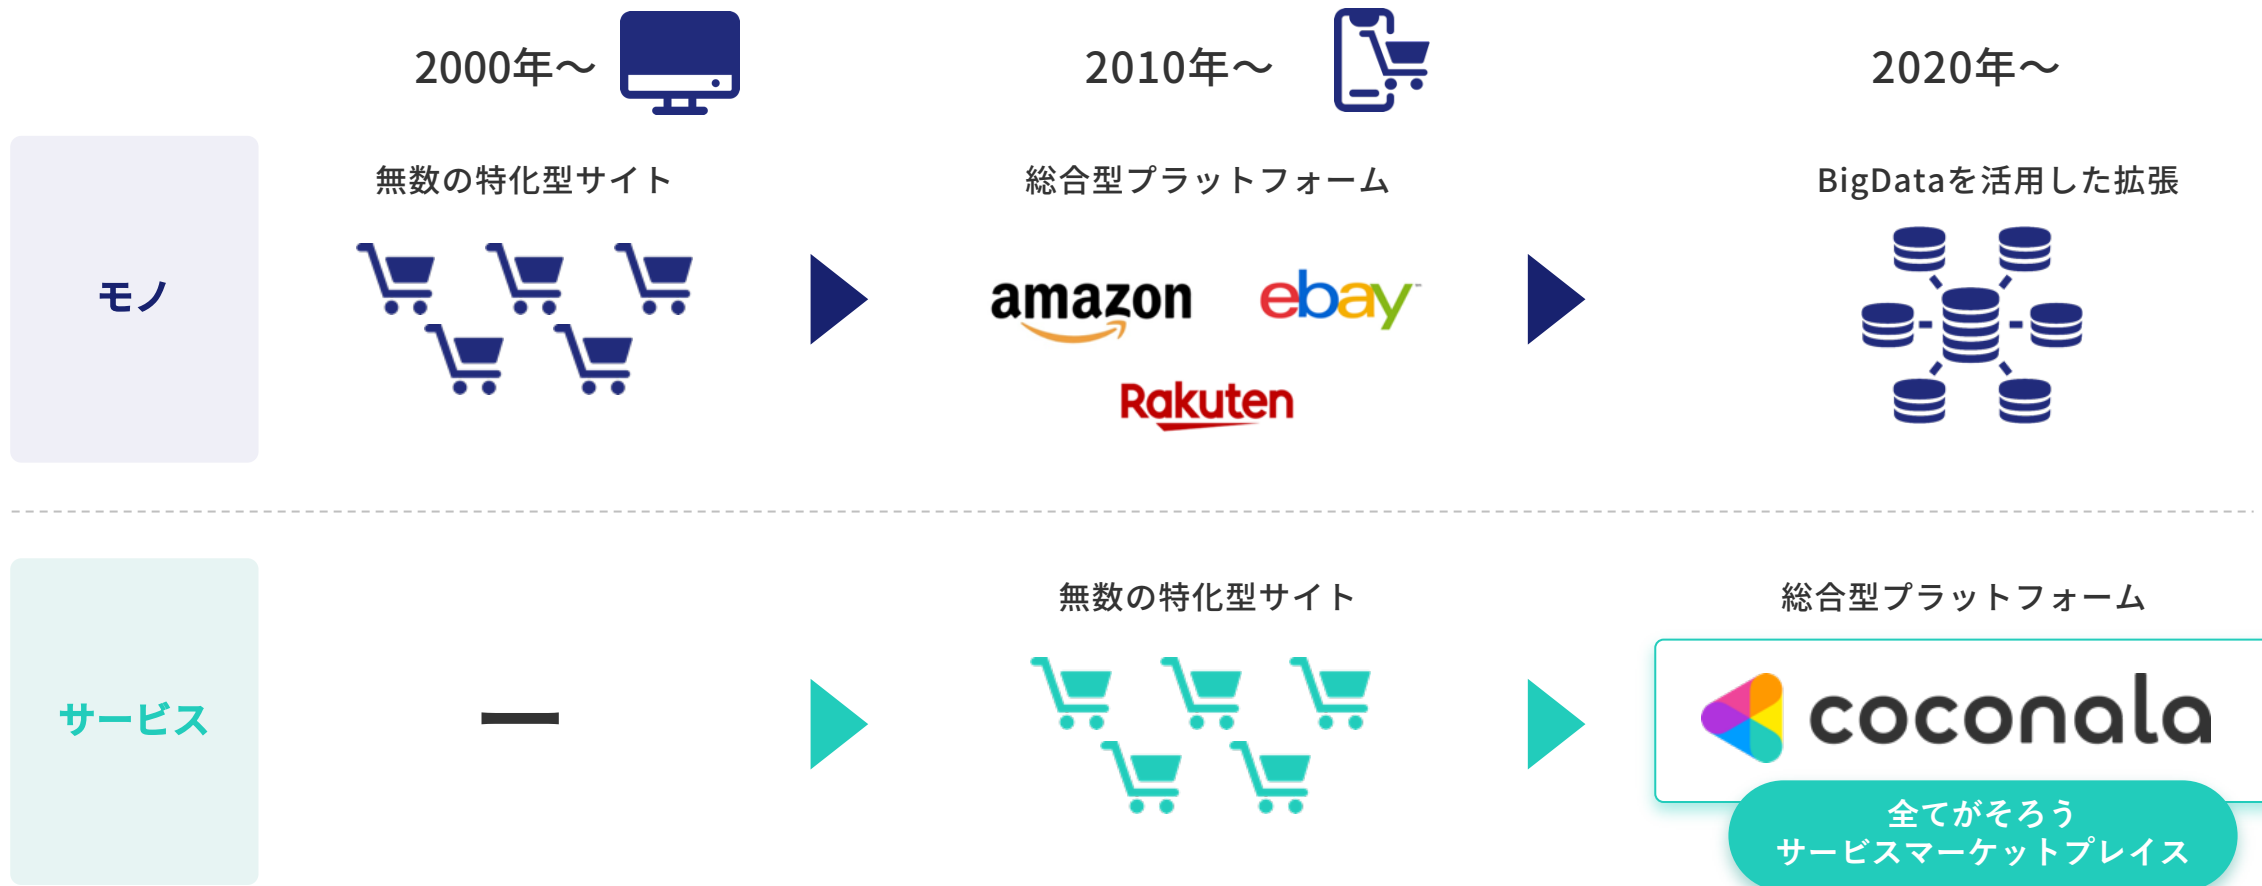 2000年〜
2010年〜
2020年〜
モノ
無数の特化型サイト
総合型プラットフォーム
amazon
ebay
Rakuten
BigDataを活用した拡張
サービス
ー
無数の特化型サイト
総合型プラットフォーム
coconala
全てがそろう
サービスマーケットプレイス